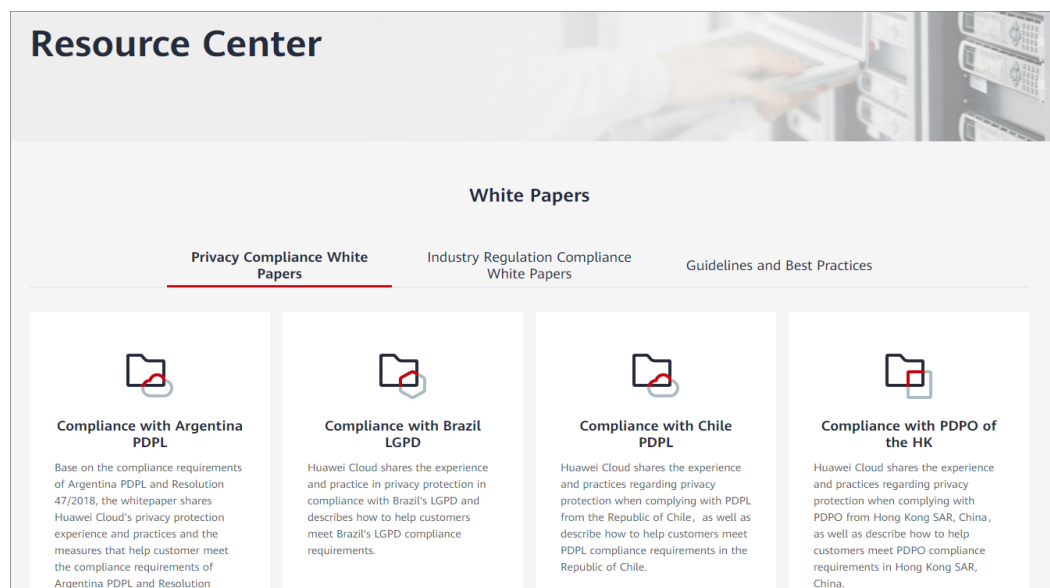 Resource Center
White Papers
Privacy Compliance White
Papers
Industry Regulation Compliance
White Papers
Guidelines and Best Practices
Compliance with Argentina
PDPL
Base on the compliance requirements
of Argentina PDPL and Resolution
47/2018, the whitepaper shares
Huawei Cloud's privacy protection
experience and practices and the
measures that help customer meet
the compliance requirements of
Argentina PDPL and Resolution
Compliance with Brazil
LGPD
Huawei Cloud shares the experience
and practice in privacy protection in
compliance with Brazil's LGPD and
describes how to help customers
meet Brazil's LGPD compliance
requirements.
Compliance with Chile
PDPL
Huawei Cloud shares the experience
and practices regarding privacy
protection when complying with PDPL
from the Republic of Chile，as well as
describe how to help customers meet
PDPL compliance requirements in the
Republic of Chile.
Compliance with PDPO of
the HK
Huawei Cloud shares the experience
and practices regarding privacy
protection when complying with
PDPO from Hong Kong SAR, China，
as well as describe how to help
customers meet PDPO compliance
requirements in Hong Kong SAR,
China.